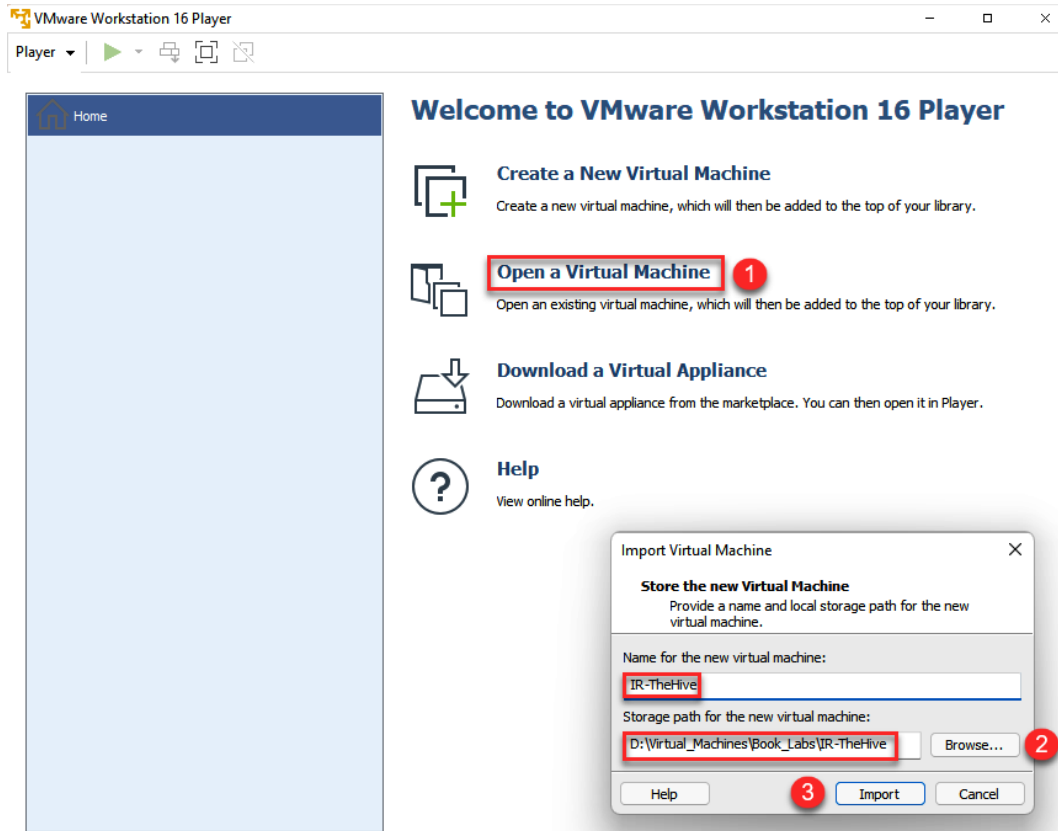 VMware Workstation 16 Player
Player
Home
Welcome to VMware Workstation 16 Player
Create a New Virtual Machine
Create a new virtual machine, which will then be added to the top of your library.
Open a Virtual Machine
1
Open an existing virtual machine, which will then be added to the top of your library.
Download a Virtual Appliance
Download a virtual appliance from the marketplace. You can then open it in Player.
?
Help
View online help.
Import Virtual Machine
Store the new Virtual Machine
Provide a name and local storage path for the new
virtual machine.
Name for the new virtual machine:
IR-TheHive
Storage path for the new virtual machine:
D:\Virtual_Machines\Book_Labs\IR-TheHive
Browse...
2
Help
3
Import
Cancel